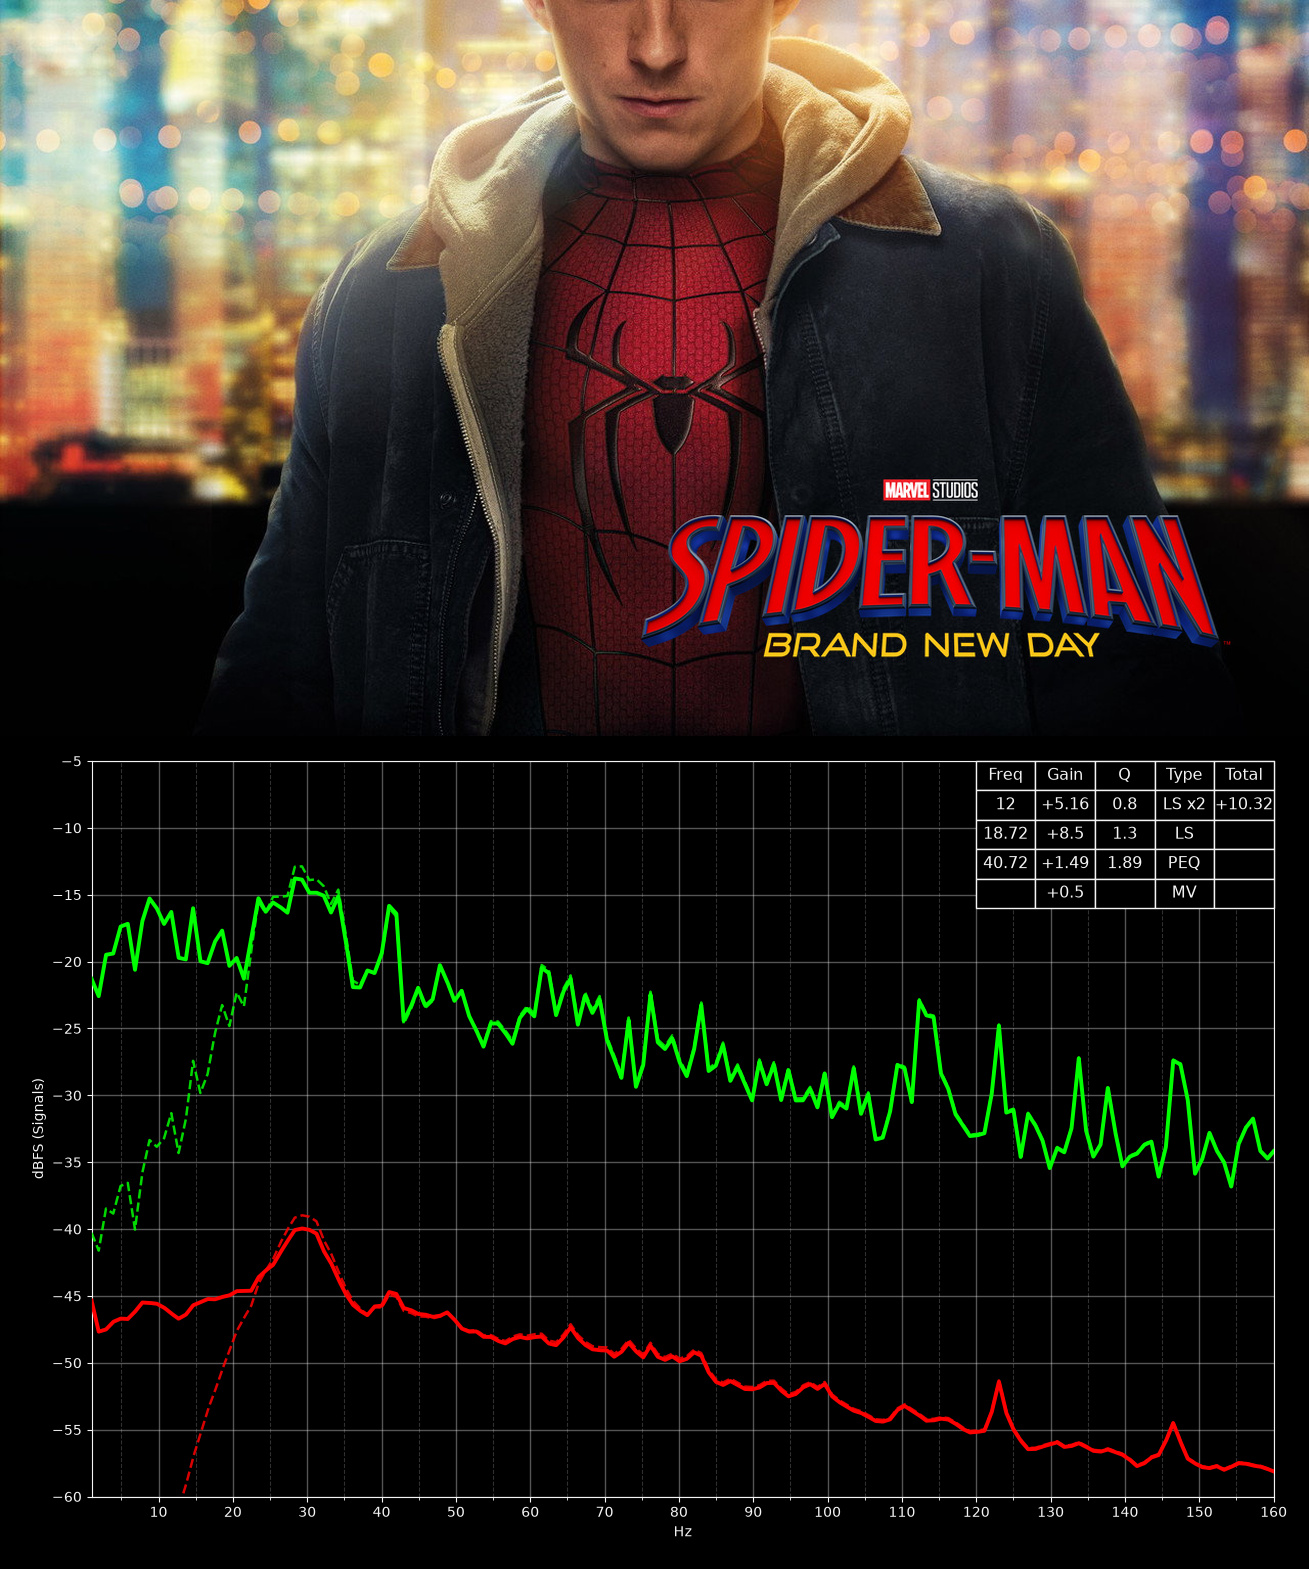 MARVEL STUDIOS
SPIDER-MAN
BRAND NEW DAY ™
Freq Gain Q Type Total
12 +5.16 0.8 LS x2 +10.32
18.72 +8.5 1.3 LS
40.72 +1.49 1.89 PEQ
+0.5 MV
−5
−10
−15
−20
−25
−30
−35
−40
−45
−50
−55
−60
dBFS (Signals)
10 20 30 40 50 60 70 80 90 100 110 120 130 140 150 160
Hz